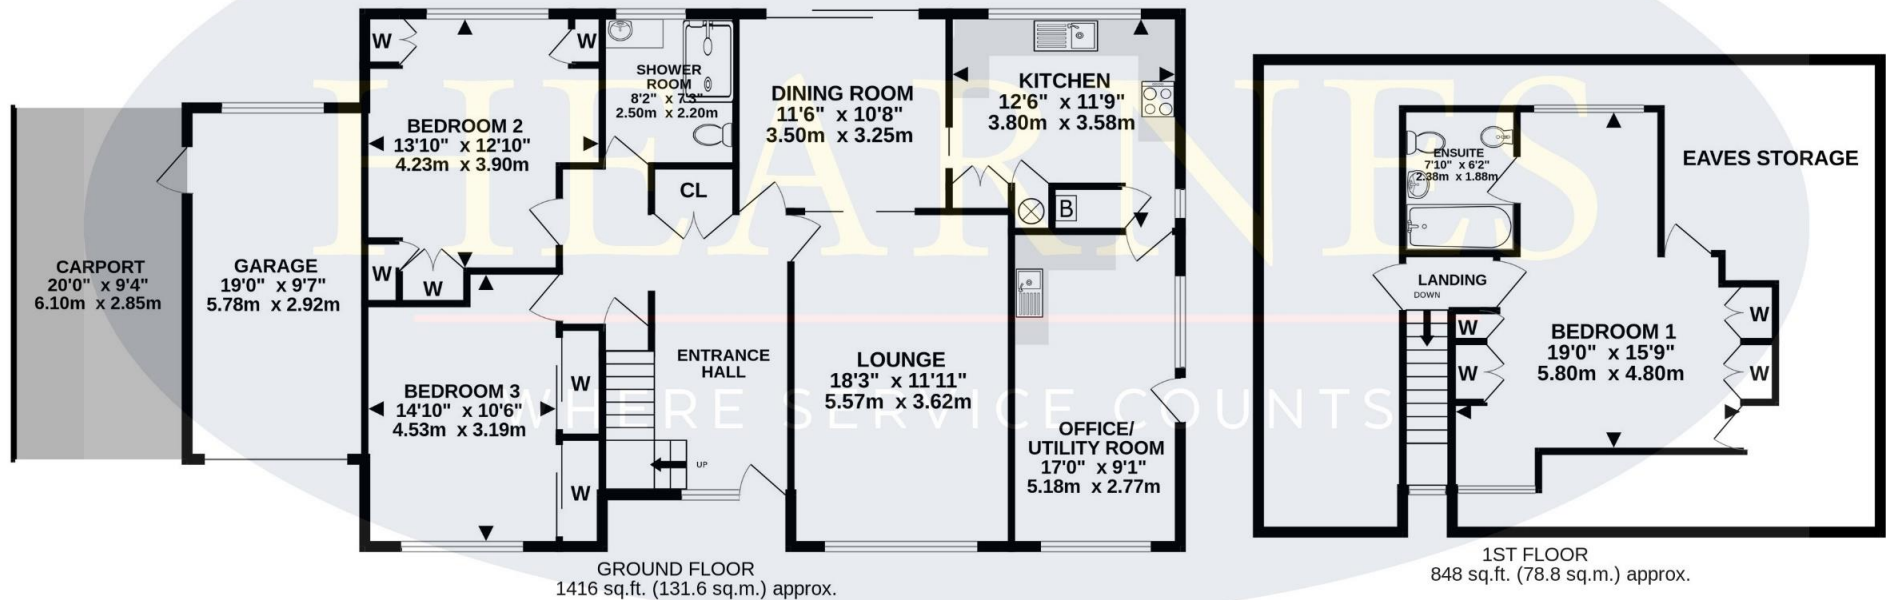 HEARNES
WHERE SERVICE COUNTS
CARPORT
20'0" x 9'4"
6.10m x 2.85m
GARAGE
19'0" x 9'7"
5.78m x 2.92m
W
W
BEDROOM 2
13'10" x 12'10"
4.23m x 3.90m
W
W
BEDROOM 3
14'10" x 10'6"
4.53m x 3.19m
W
W
SHOWER
ROOM
8'2" x 7'3"
2.50m x 2.20m
CL
ENTRANCE
HALL
UP
DINING ROOM
11'6" x 10'8"
3.50m x 3.25m
LOUNGE
18'3" x 11'11"
5.57m x 3.62m
KITCHEN
12'6" x 11'9"
3.80m x 3.58m
B
OFFICE/
UTILITY ROOM
17'0" x 9'1"
5.18m x 2.77m
GROUND FLOOR
1416 sq.ft. (131.6 sq.m.) approx.
ENSUITE
7'10" x 6'2"
2.38m x 1.88m
EAVES STORAGE
LANDING
DOWN
W
W
BEDROOM 1
19'0" x 15'9"
5.80m x 4.80m
W
W
1ST FLOOR
848 sq.ft. (78.8 sq.m.) approx.